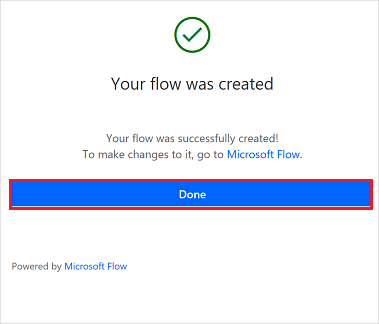 Your flow was created
Your flow was successfully created!
To make changes to it, go to Microsoft Flow.
Done
Powered by Microsoft Flow